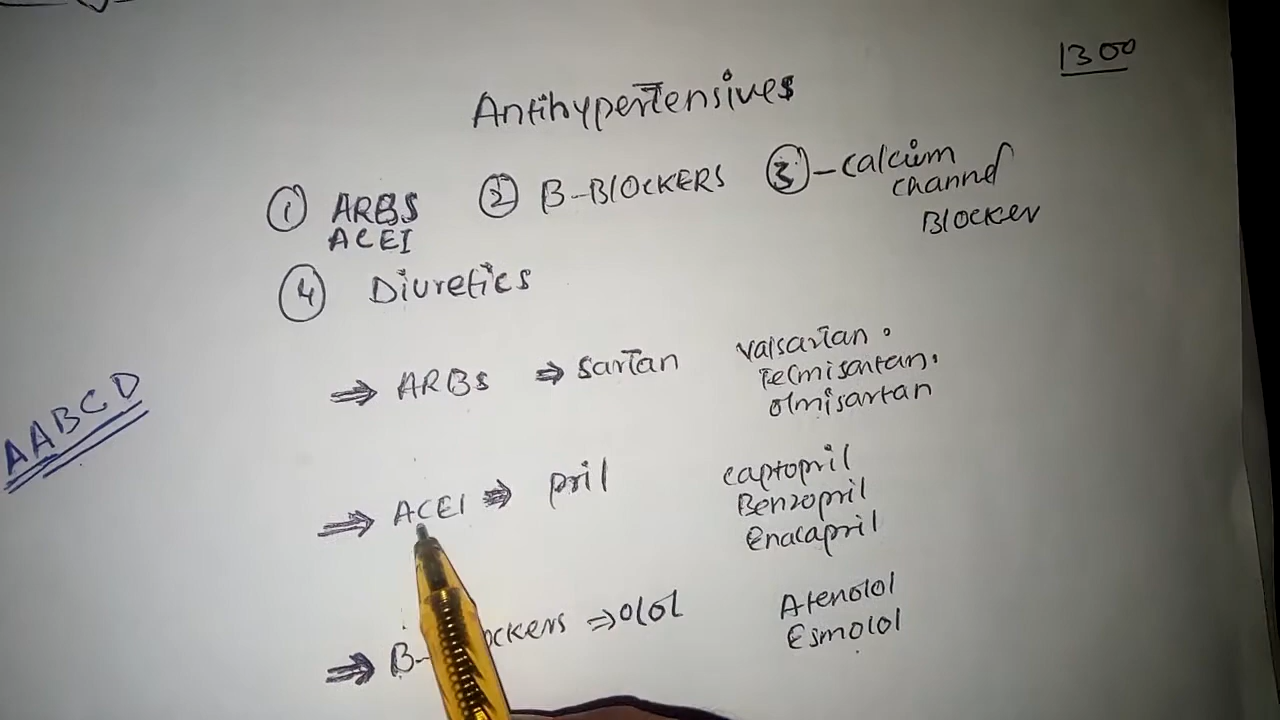 1300
Antihypertensives
① ARBS ② B-BLOCKERS ③ - calcium
ACEI channel
Blocker
④ Diuretics
⇒ ARBs ⇒ sartan valsartan.
Telmisartan.
olmisartan
AABCD
⇒ ACEI ⇒ pril captopril
Benzopril
Enacapril
⇒ B- ockers ⇒ olol Atenolol
Esmolol